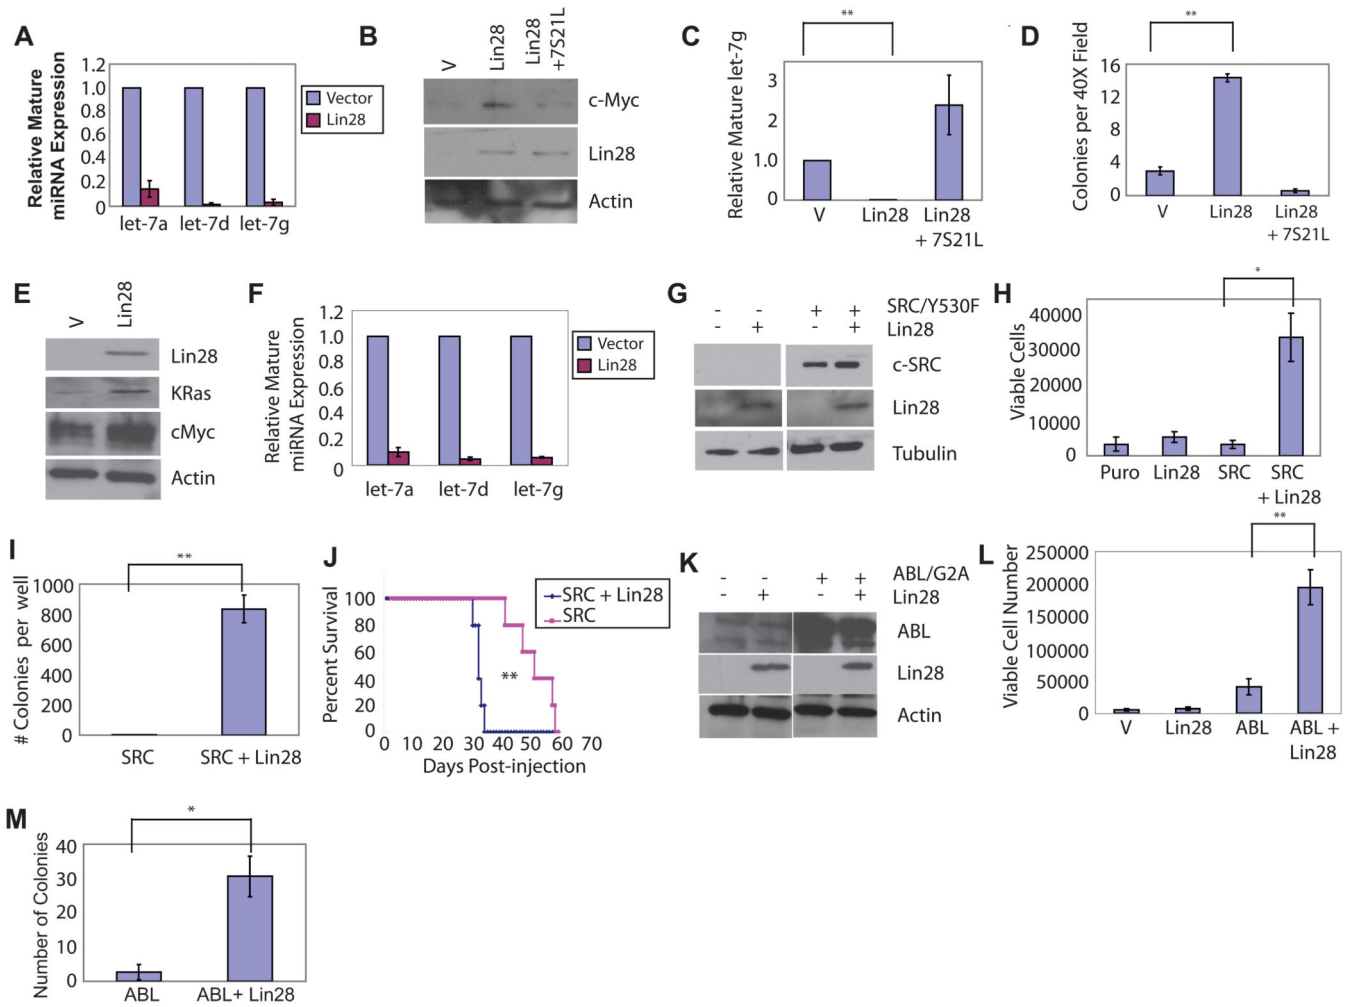 A
Relative Mature
miRNA Expression
1.2
1.0
0.8
0.6
0.4
0.2
0
let-7a let-7d let-7g
Vector
Lin28
B
V
Lin28
Lin28
+7S21L
c-Myc
Lin28
Actin
C
**
Relative Mature let-7g
3
2
1.0
0
V Lin28 Lin28
+ 7S21L
D
**
Colonies per 40X Field
16
12
8
4
0
V Lin28 Lin28
+ 7S21L
E
V
Lin28
Lin28
KRas
cMyc
Actin
F
Relative Mature
miRNA Expression
1.2
1.0
0.8
0.6
0.4
0.2
0
let-7a let-7d let-7g
Vector
Lin28
G
- - + + SRC/Y530F
- + - + Lin28
c-SRC
Lin28
Tubulin
H
*
Viable Cells
40000
30000
20000
10000
0
Puro Lin28 SRC SRC
+ Lin28
I
**
# Colonies per well
1000
800
600
400
200
0
SRC SRC + Lin28
J
Percent Survival
100
80
60
40
20
0
0 10 20 30 40 50 60 70
Days Post-injection
SRC + Lin28
SRC
**
K
- - + + ABL/G2A
- + - + Lin28
ABL
Lin28
Actin
L
**
Viable Cell Number
250000
200000
150000
100000
50000
0
V Lin28 ABL ABL +
Lin28
M
*
Number of Colonies
40
30
20
10
0
ABL ABL+ Lin28